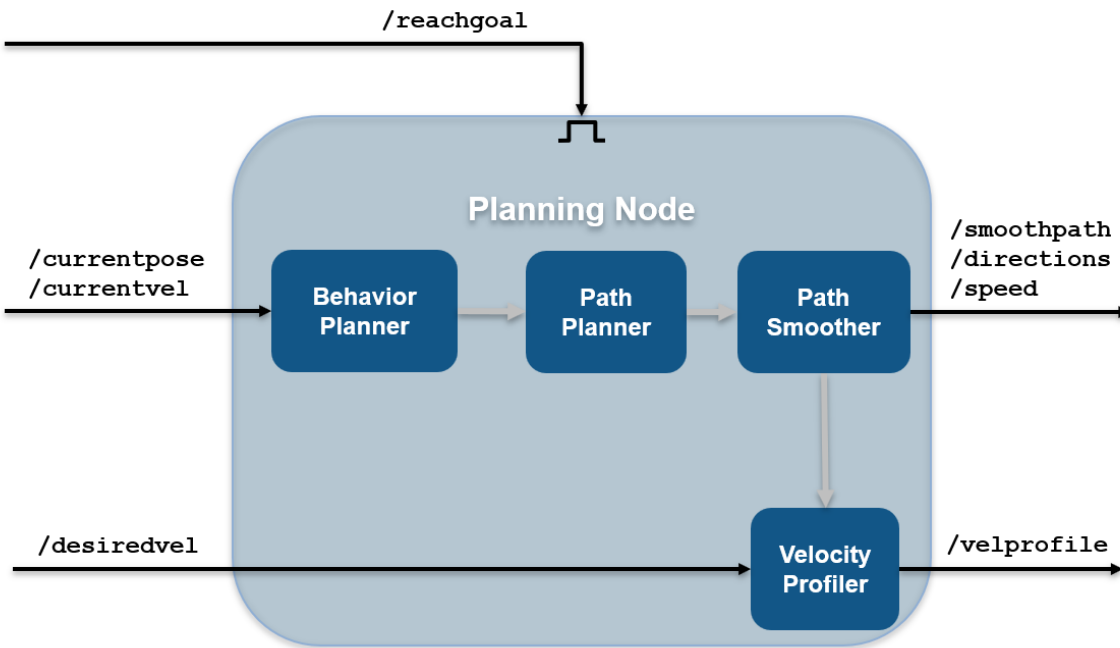 /reachgoal
Planning Node
/currentpose
/currentvel
Behavior
Planner
Path
Planner
Path
Smoother
/smoothpath
/directions
/speed
/desiredvel
Velocity
Profiler
/velprofile